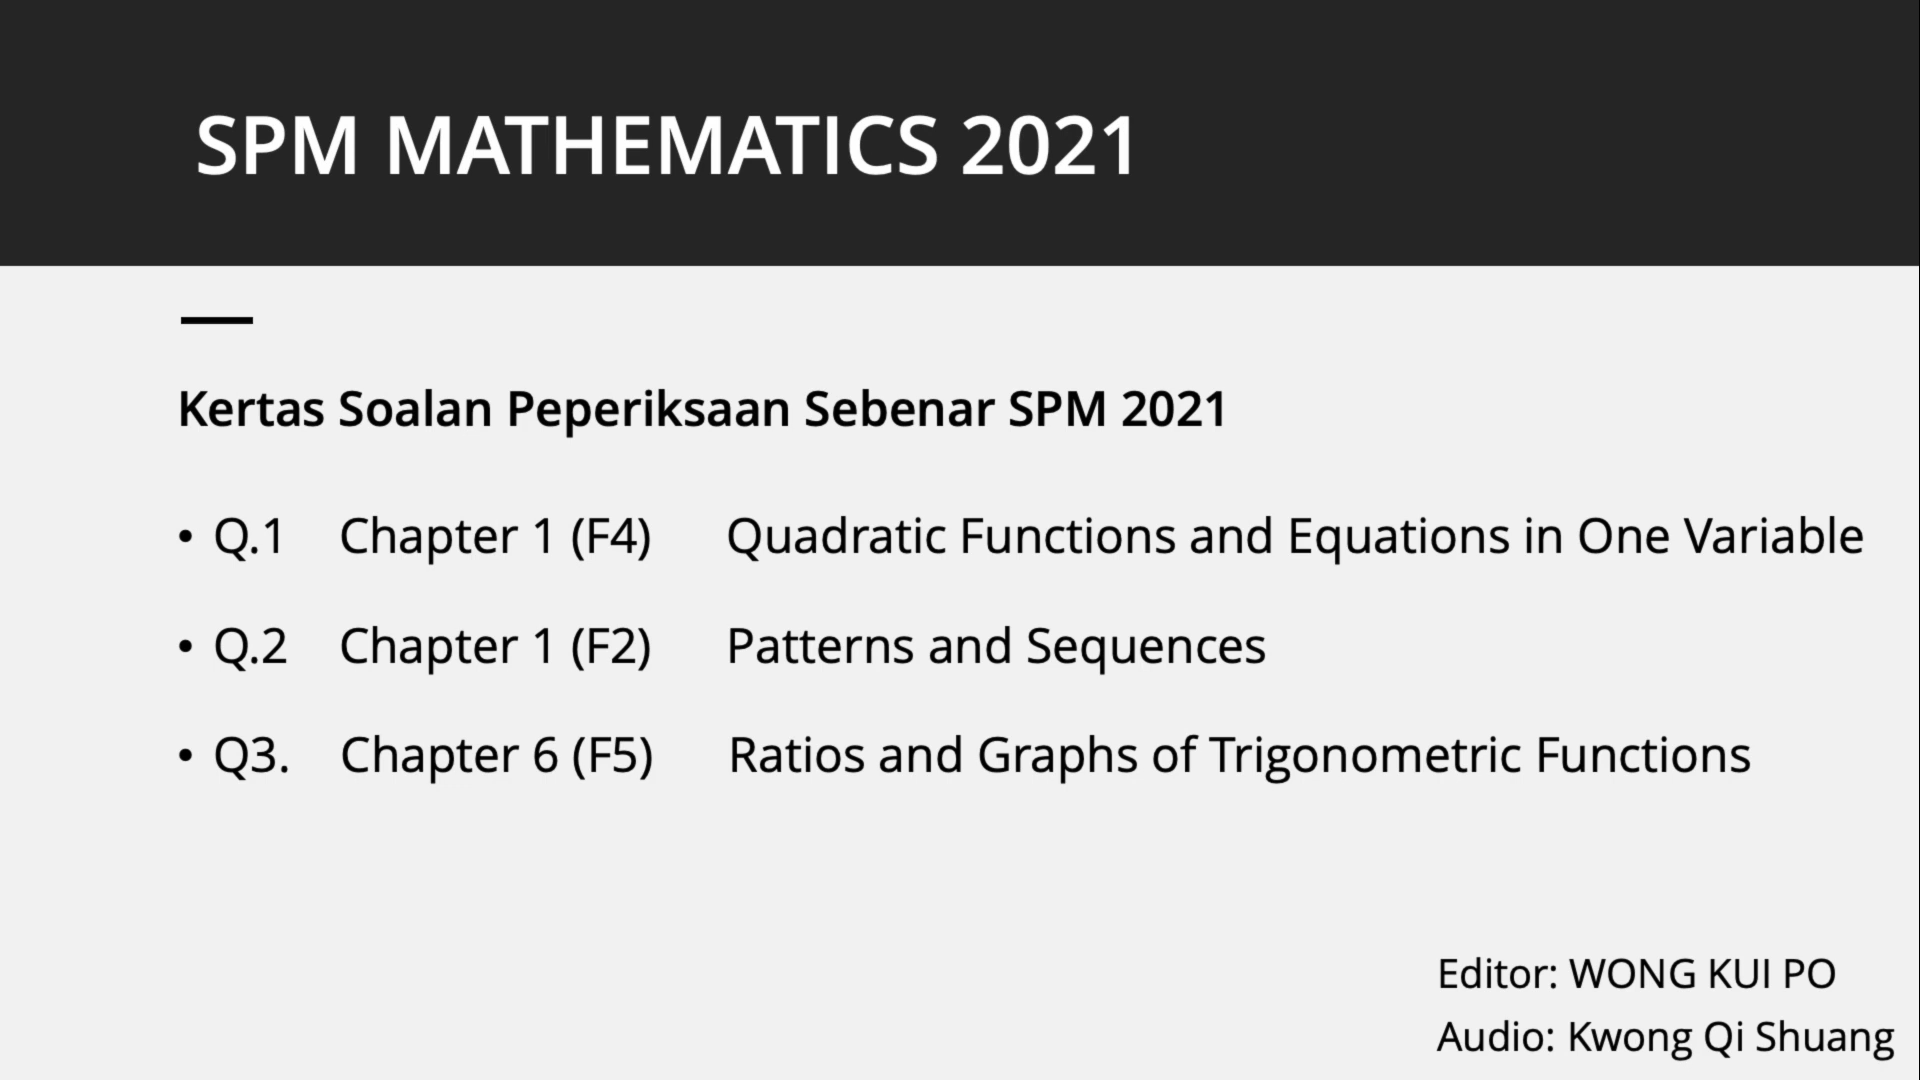 SPM MATHEMATICS 2021
Kertas Soalan Peperiksaan Sebenar SPM 2021
• Q.1 Chapter 1 (F4) Quadratic Functions and Equations in One Variable
• Q.2 Chapter 1 (F2) Patterns and Sequences
• Q3. Chapter 6 (F5) Ratios and Graphs of Trigonometric Functions
Editor: WONG KUI PO
Audio: Kwong Qi Shuang